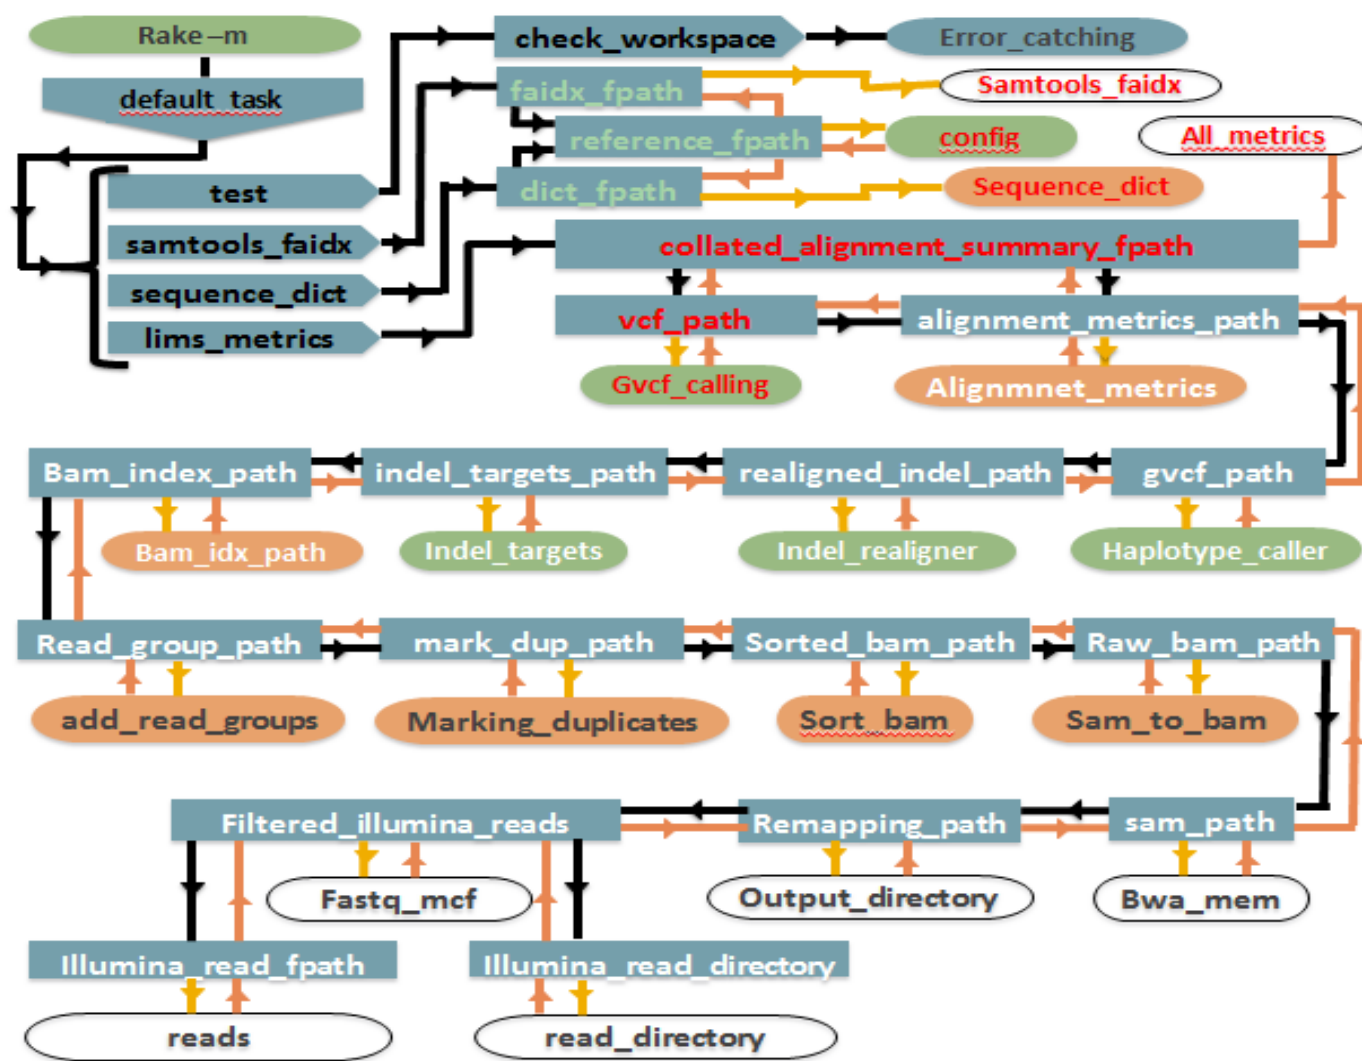 Rake-m
check_workspace
Error_catching
default_task
faidx_fpath
Samtools_faidx
reference_fpath
config
All_metrics
test
dict_fpath
Sequence_dict
samtools_faidx
collated_alignment_summary_fpath
sequence_dict
vcf_path
alignment_metrics_path
lims_metrics
Gvcf_calling
Alignmnet_metrics
Bam_index_path
indel_targets_path
realigned_indel_path
gvcf_path
Bam_idx_path
Indel_targets
Indel_realigner
Haplotype_caller
Read_group_path
mark_dup_path
Sorted_bam_path
Raw_bam_path
add_read_groups
Marking_duplicates
Sort_bam
Sam_to_bam
Filtered_illumina_reads
Remapping_path
sam_path
Fastq_mcf
Output_directory
Bwa_mem
Illumina_read_fpath
Illumina_read_directory
reads
read_directory